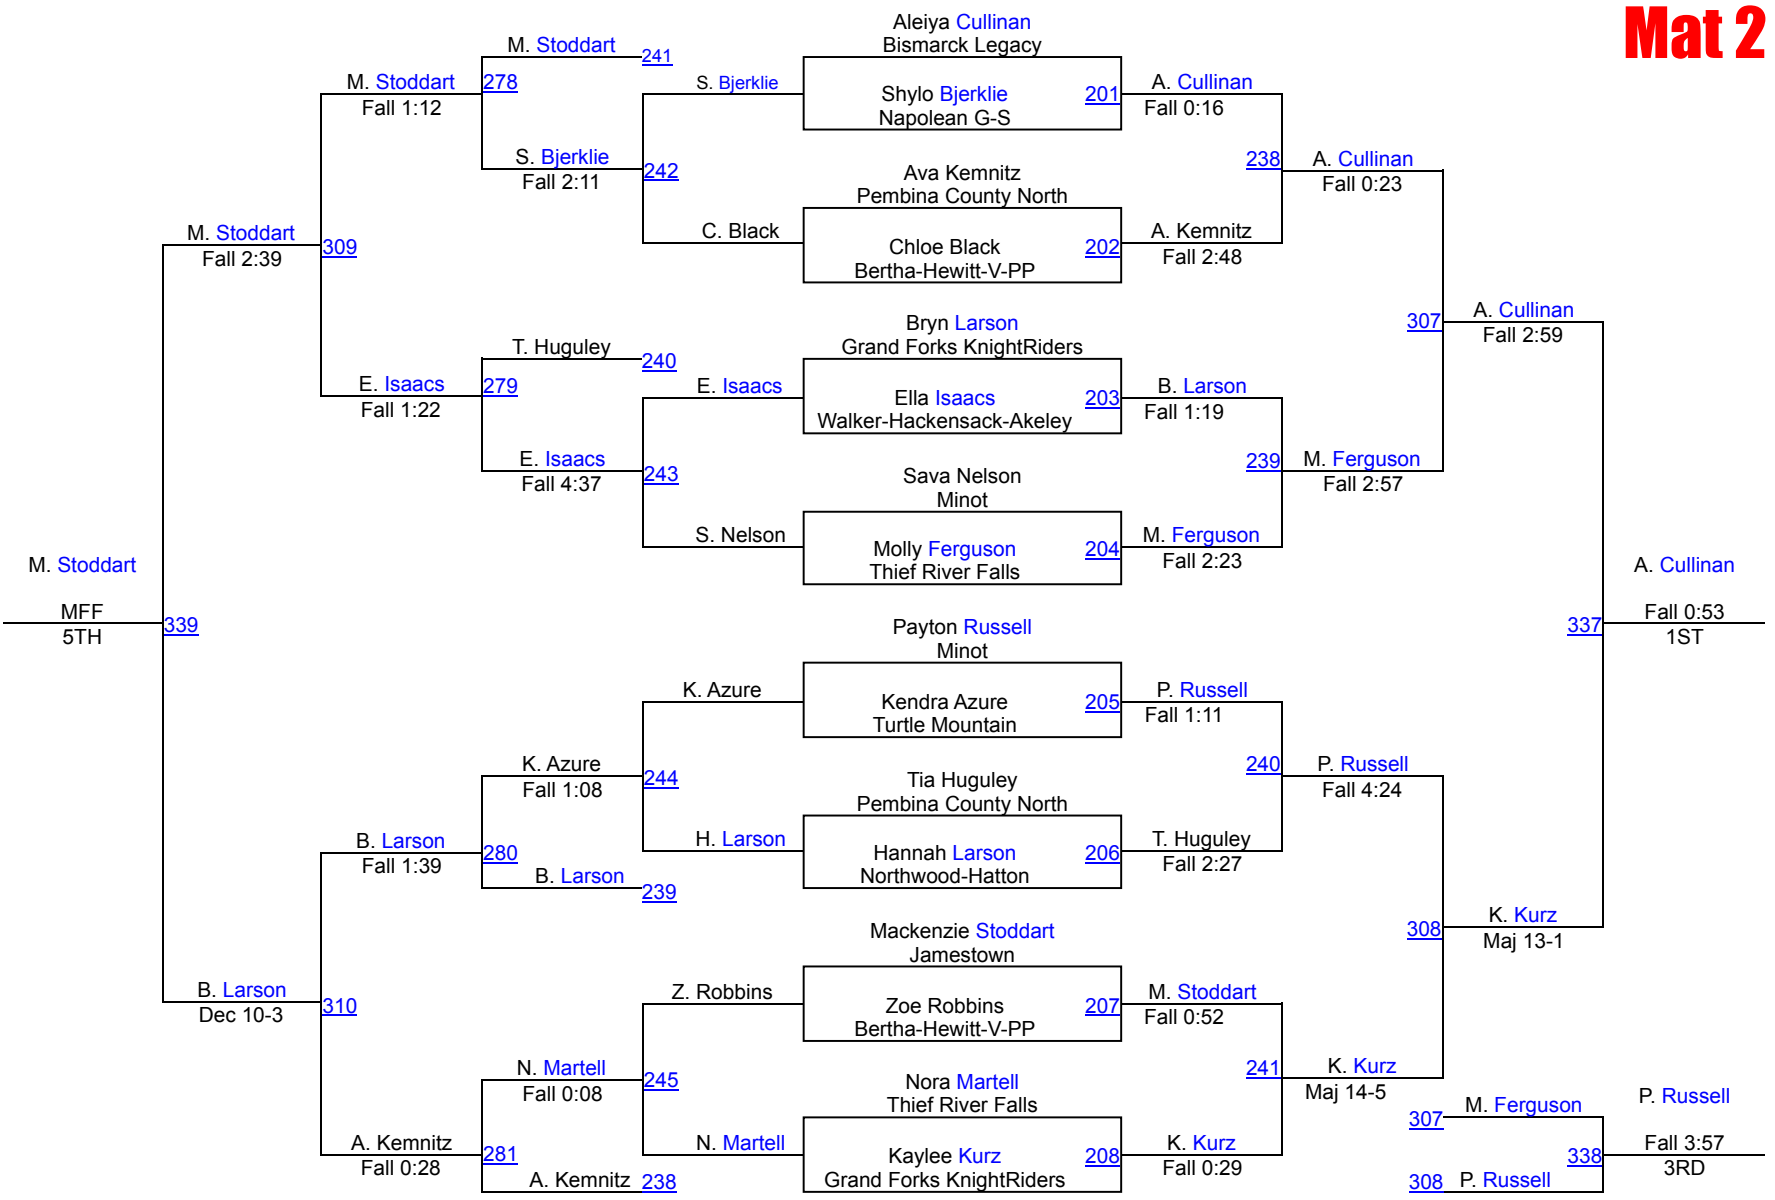 Mat 2
Aleiya Cullinan
Bismarck Legacy
M. Stoddart
241
M. Stoddart
278
S. Bjerklie
Shylo Bjerklie
201
A. Cullinan
Fall 1:12
Napolean G-S
Fall 0:16
S. Bjerklie
242
Fall 2:11
Ava Kemnitz
Pembina County North
238
A. Cullinan
Fall 0:23
M. Stoddart
309
Fall 2:39
C. Black
Chloe Black
202
A. Kemnitz
Bertha-Hewitt-V-PP
Fall 2:48
Bryn Larson
Grand Forks KnightRiders
307
A. Cullinan
Fall 2:59
T. Huguley
240
E. Isaacs
279
Fall 1:22
E. Isaacs
Ella Isaacs
203
B. Larson
Walker-Hackensack-Akeley
Fall 1:19
E. Isaacs
243
Fall 4:37
Sava Nelson
Minot
239
M. Ferguson
Fall 2:57
S. Nelson
Molly Ferguson
204
M. Ferguson
Thief River Falls
Fall 2:23
M. Stoddart
A. Cullinan
MFF
339
5TH
Payton Russell
Minot
337
Fall 0:53
1ST
K. Azure
Kendra Azure
205
P. Russell
Turtle Mountain
Fall 1:11
K. Azure
244
Fall 1:08
Tia Huguley
Pembina County North
240
P. Russell
Fall 4:24
B. Larson
280
Fall 1:39
H. Larson
Hannah Larson
206
T. Huguley
Northwood-Hatton
Fall 2:27
B. Larson
239
Mackenzie Stoddart
Jamestown
308
K. Kurz
Maj 13-1
B. Larson
310
Dec 10-3
Z. Robbins
Zoe Robbins
207
M. Stoddart
Bertha-Hewitt-V-PP
Fall 0:52
N. Martell
245
Fall 0:08
Nora Martell
Thief River Falls
241
K. Kurz
Maj 14-5
307
M. Ferguson
P. Russell
A. Kemnitz
281
Fall 0:28
N. Martell
Kaylee Kurz
208
K. Kurz
Grand Forks KnightRiders
Fall 0:29
338
Fall 3:57
3RD
A. Kemnitz
238
308
P. Russell